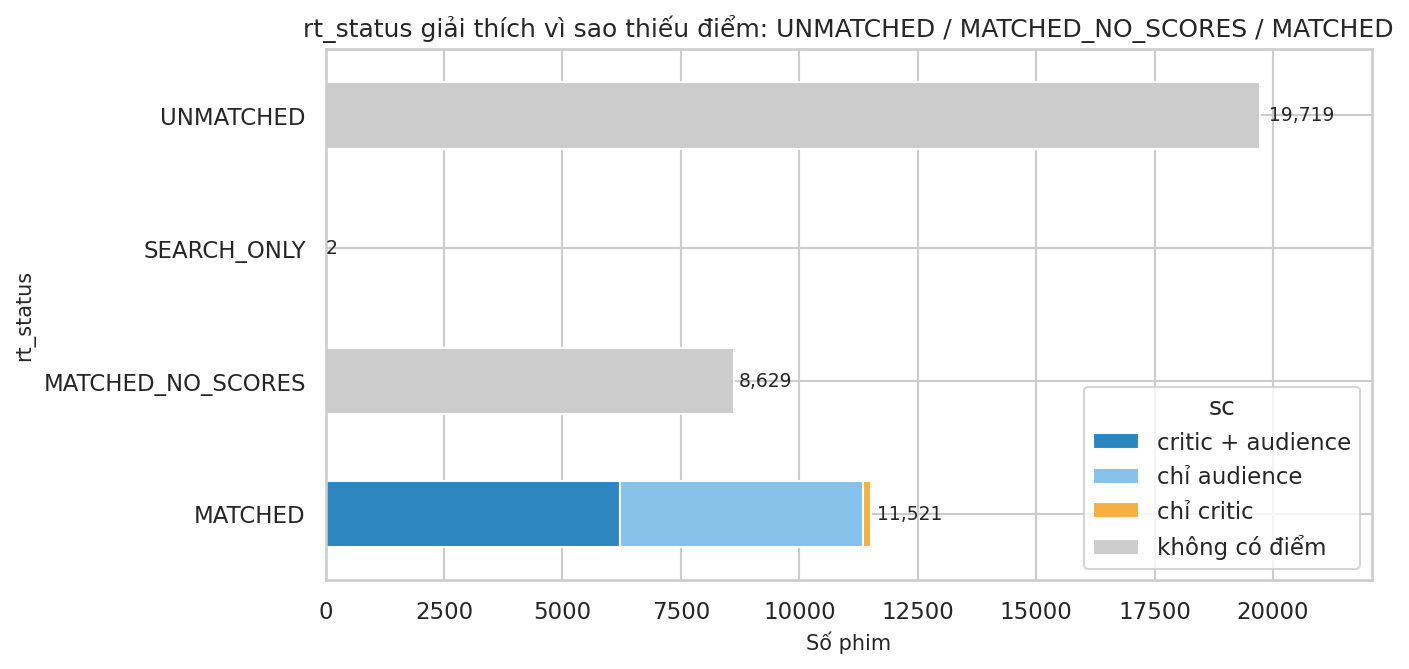 rt_status giải thích vì sao thiếu điểm: UNMATCHED / MATCHED_NO_SCORES / MATCHED
UNMATCHED
19,719
SEARCH_ONLY
2
rt_status
MATCHED_NO_SCORES
8,629
MATCHED
11,521
sc
critic + audience
chỉ audience
chỉ critic
không có điểm
0 2500 5000 7500 10000 12500 15000 17500 20000
Số phim